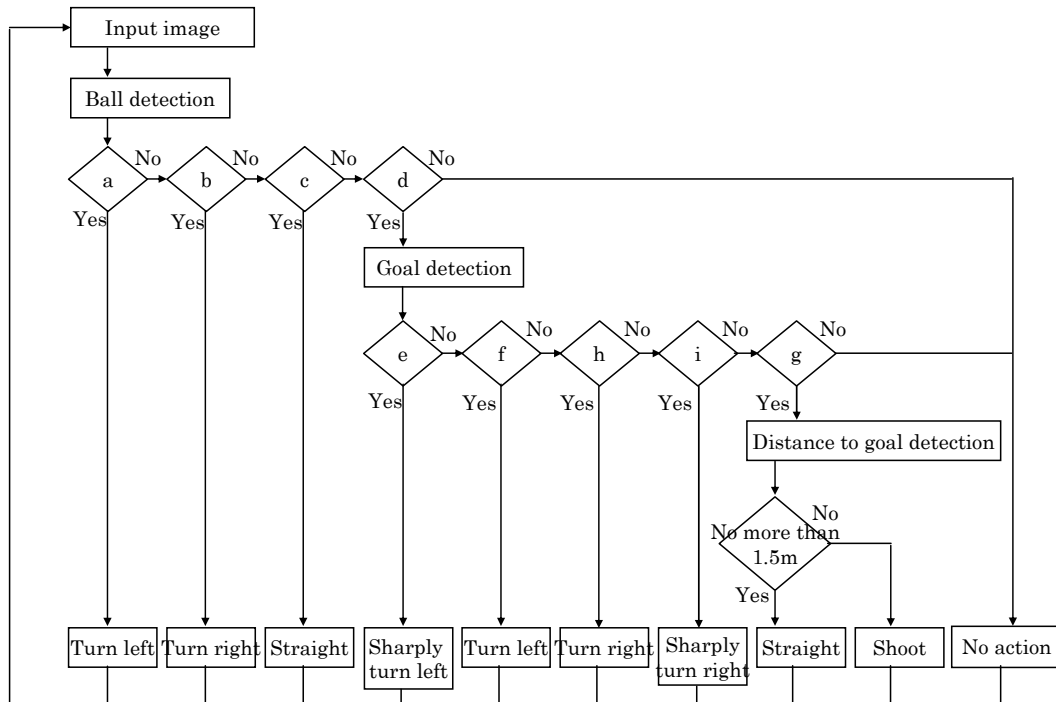 Input image
Ball detection
No
No
No
No
a
b
c
d
Yes
Yes
Yes
Yes
Goal detection
No
No
No
No
No
e
f
h
i
g
Yes
Yes
Yes
Yes
Yes
Distance to goal detection
No
No more than
1.5m
Yes
Turn left
Turn right
Straight
Sharply
turn left
Turn left
Turn right
Sharply
turn right
Straight
Shoot
No action